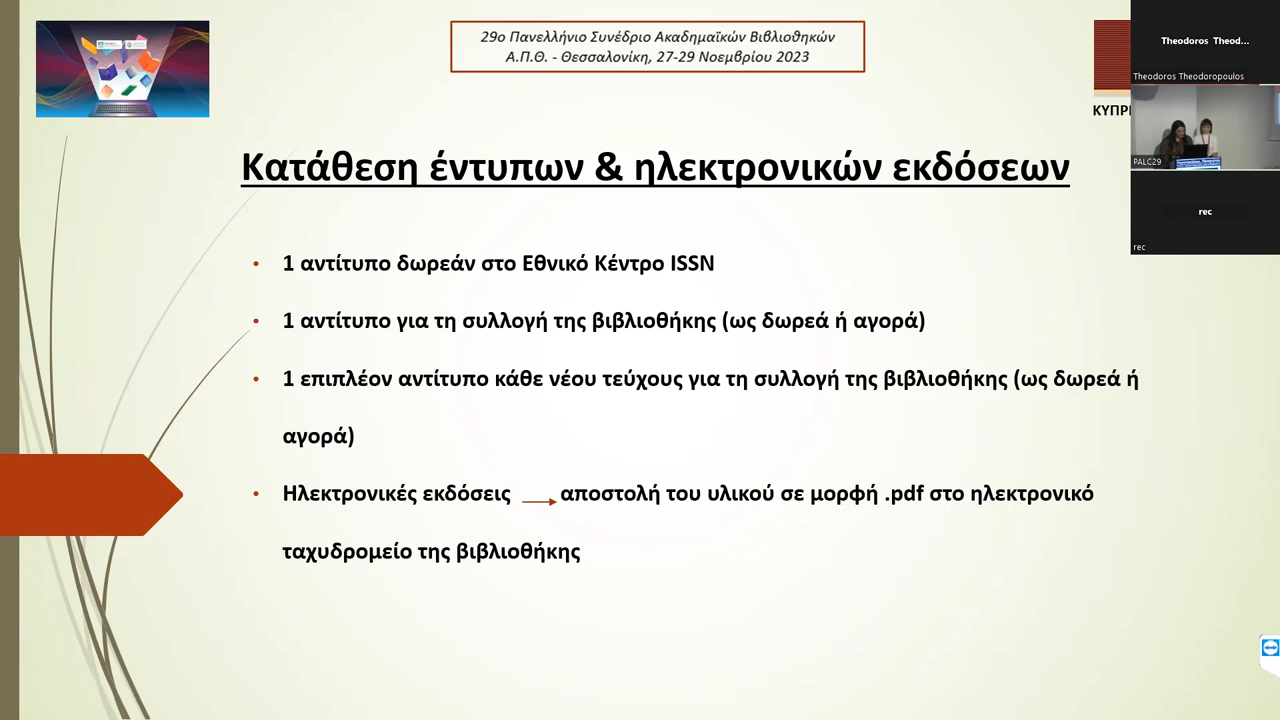 29ο Πανελλήνιο Συνέδριο Ακαδημαϊκών Βιβλιοθηκών
Α.Π.Θ. - Θεσσαλονίκη, 27-29 Νοεμβρίου 2023
ΚΥΠΡ
Theodoros Theod...
Theodoros Theodoropoulos
PALC29
rec
rec
Κατάθεση έντυπων & ηλεκτρονικών εκδόσεων
• 1 αντίτυπο δωρεάν στο Εθνικό Κέντρο ISSN
• 1 αντίτυπο για τη συλλογή της βιβλιοθήκης (ως δωρεά ή αγορά)
• 1 επιπλέον αντίτυπο κάθε νέου τεύχους για τη συλλογή της βιβλιοθήκης (ως δωρεά ή
αγορά)
• Ηλεκτρονικές εκδόσεις → αποστολή του υλικού σε μορφή .pdf στο ηλεκτρονικό
ταχυδρομείο της βιβλιοθήκης